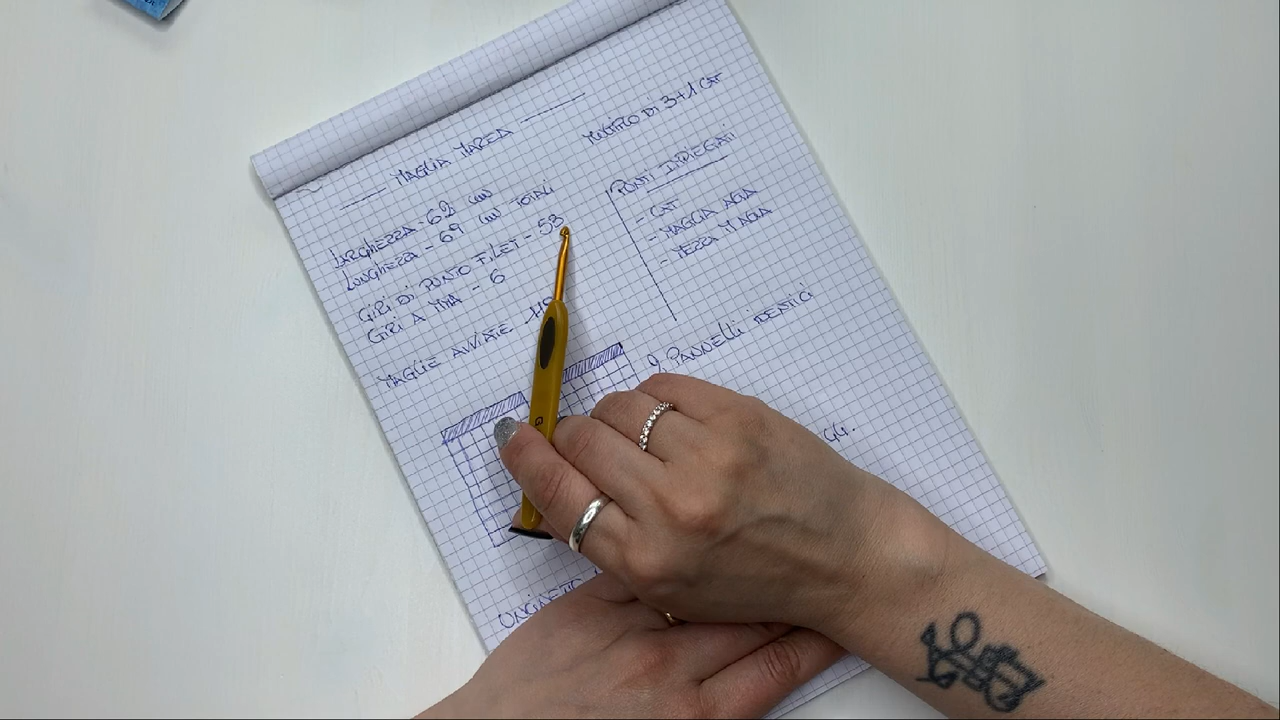 MAGLIA MAREA
MULTIPLO DI 3+1 CAT
LARGHEZZA - 62 CM
LUNGHEZZA - 69 CM TOTALI
GIRI DI PUNTO FILET - 53
GIRI A MMA - 6
MAGLIE AVVIATE
PUNTI IMPIEGATI
- CAT
- MAGLIA ALTA
- MEZZA M ALTA
2 PANNELLI IDENTICI
GG.
G